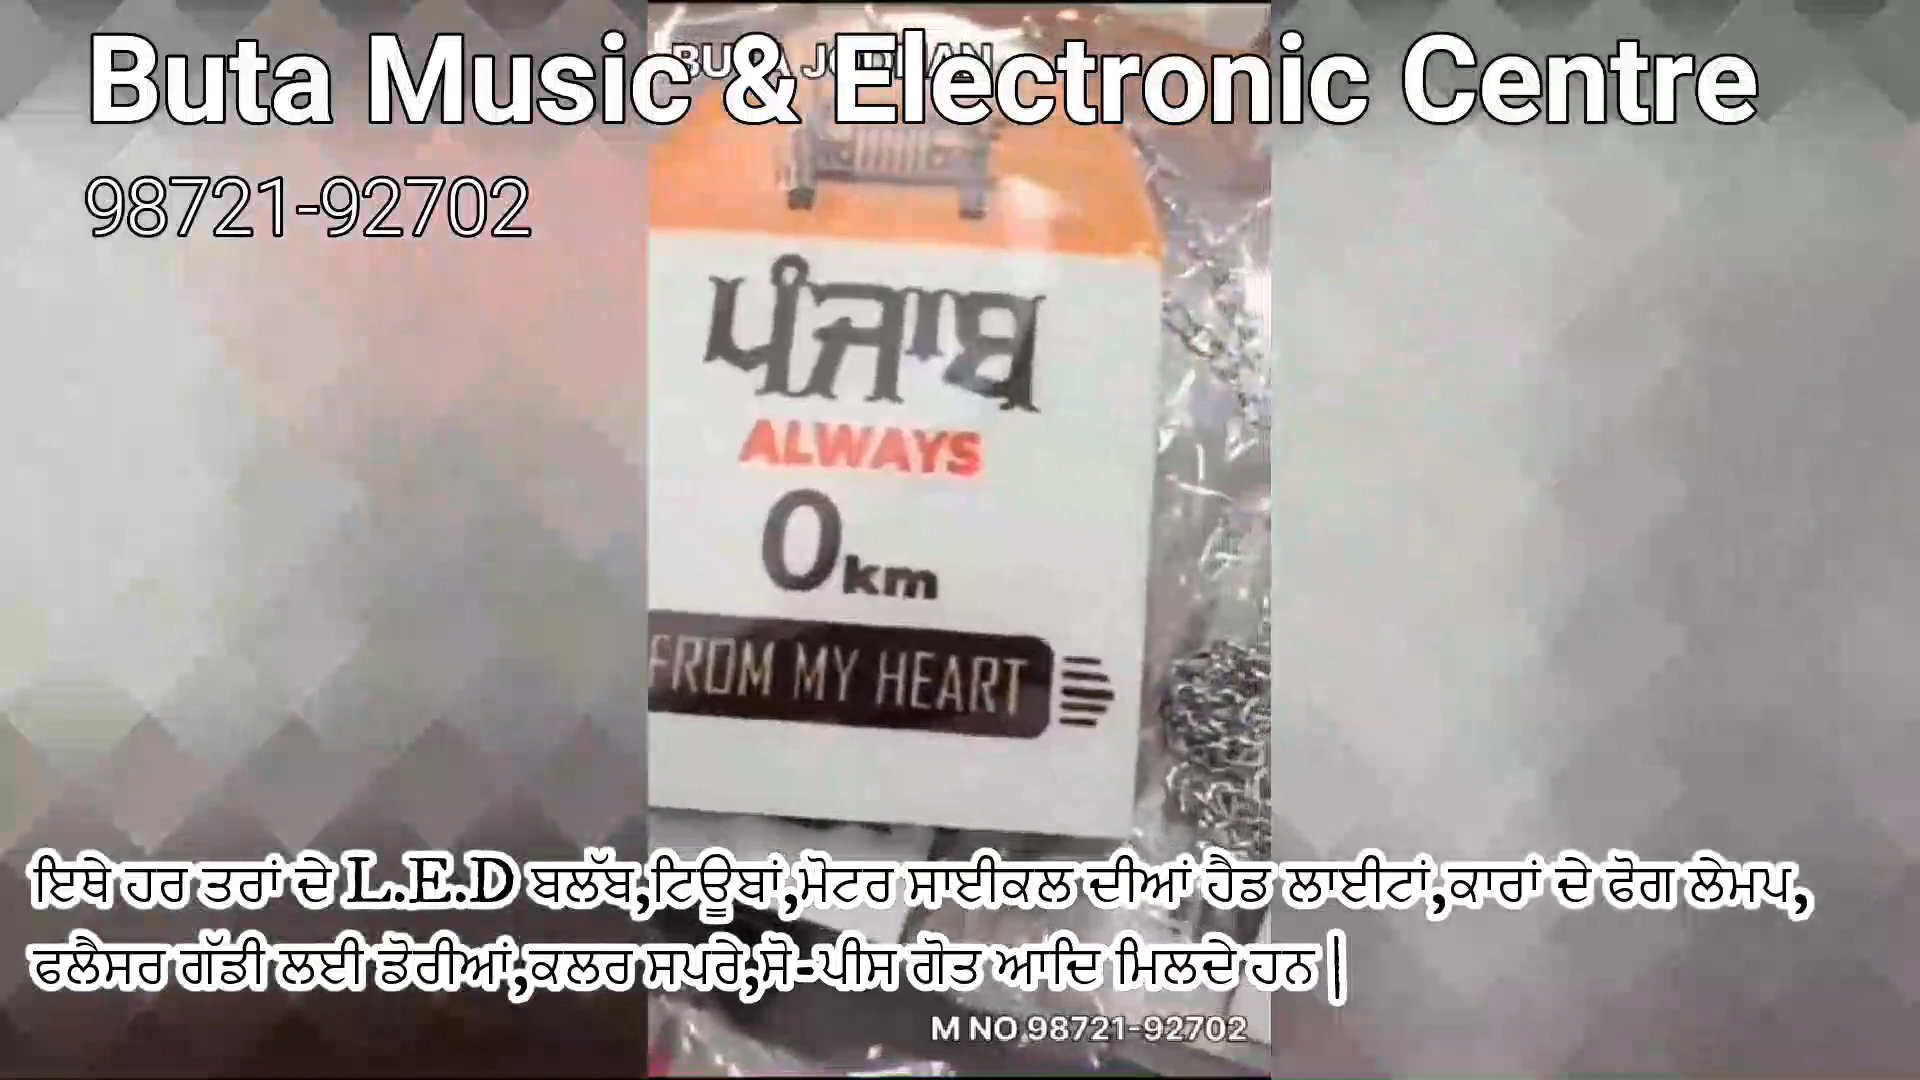 Buta Music & Electronic Centre
98721-92702
ਪੰਜਾਬ
ALWAYS
0km
FROM MY HEART
ਇਥੇ ਹਰ ਤਰਾਂ ਦੇ L.E.D ਬਲੱਬ,ਟਿਊਬਾਂ,ਮੋਟਰ ਸਾਈਕਲ ਦੀਆਂ ਹੈਡ ਲਾਈਟਾਂ,ਕਾਰਾਂ ਦੇ ਫੋਗ ਲੇਮਪ,
ਫਲੈਸਰ ਗੱਡੀ ਲਈ ਡੋਰੀਆਂ,ਕਲਰ ਸਪਰੇ,ਸੋ-ਪੀਸ ਗੋਤ ਆਦਿ ਮਿਲਦੇ ਹਨ |
M NO 98721-92702